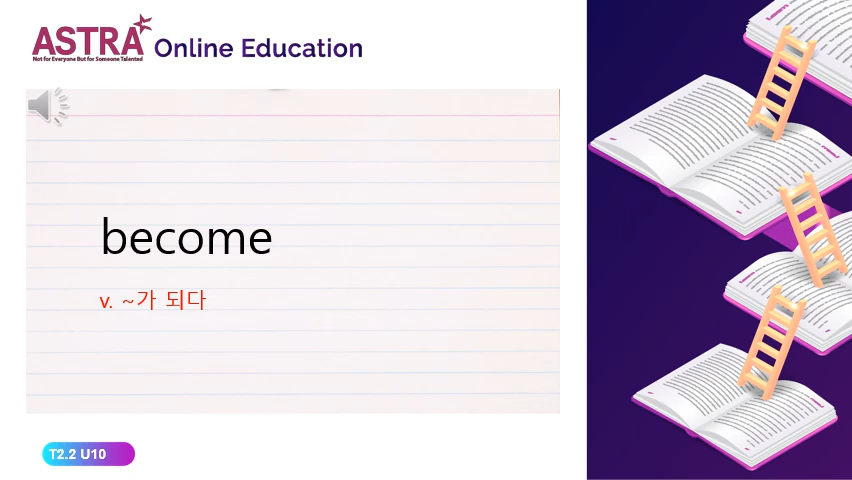 ASTRA
Not for Everyone But for Someone Talented
Online Education
become
v. ~가 되다
T2.2 U10